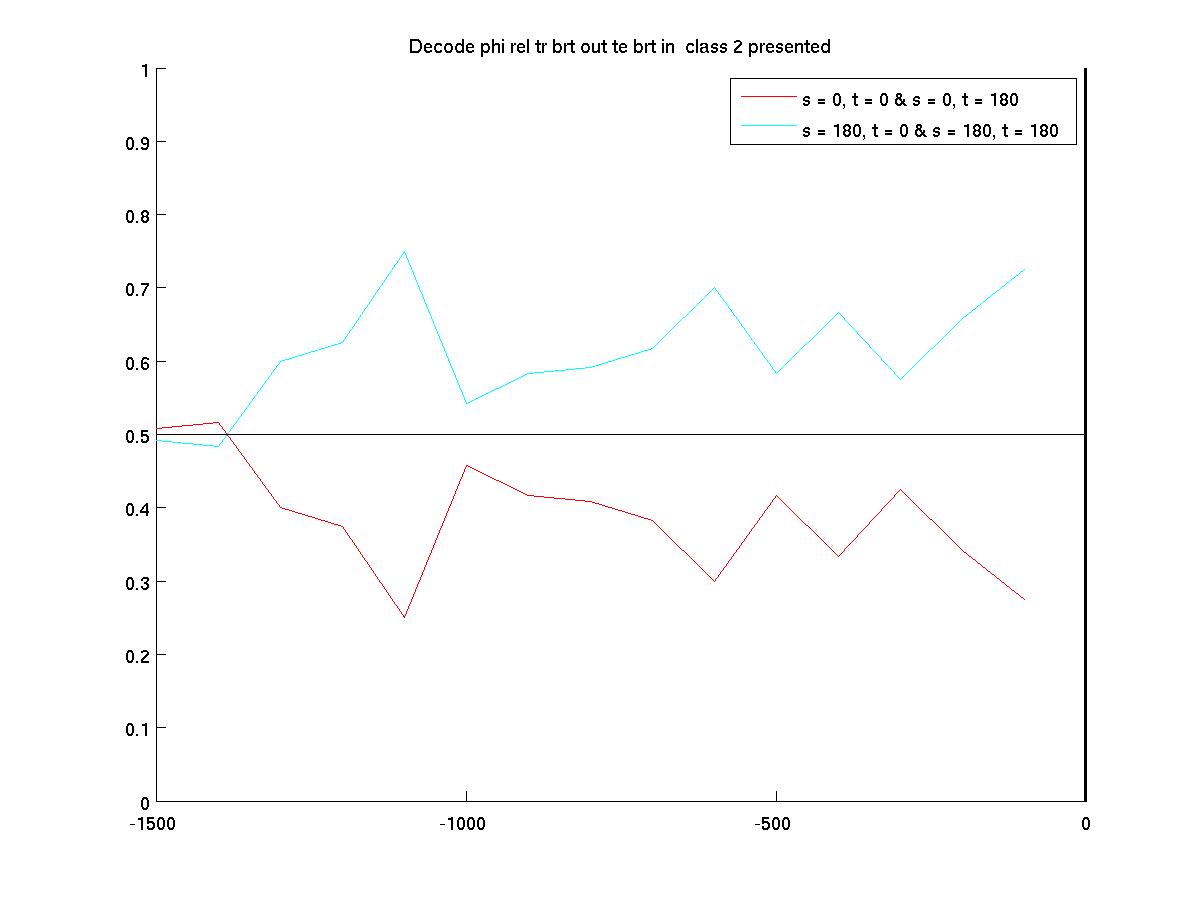 Decode phi rel tr brt out te brt in  class 2 presented
s = 0, t = 0 & s = 0, t = 180
s = 180, t = 0 & s = 180, t = 180
1
0.9
0.8
0.7
0.6
0.5
0.4
0.3
0.2
0.1
0
-1500 -1000 -500 0